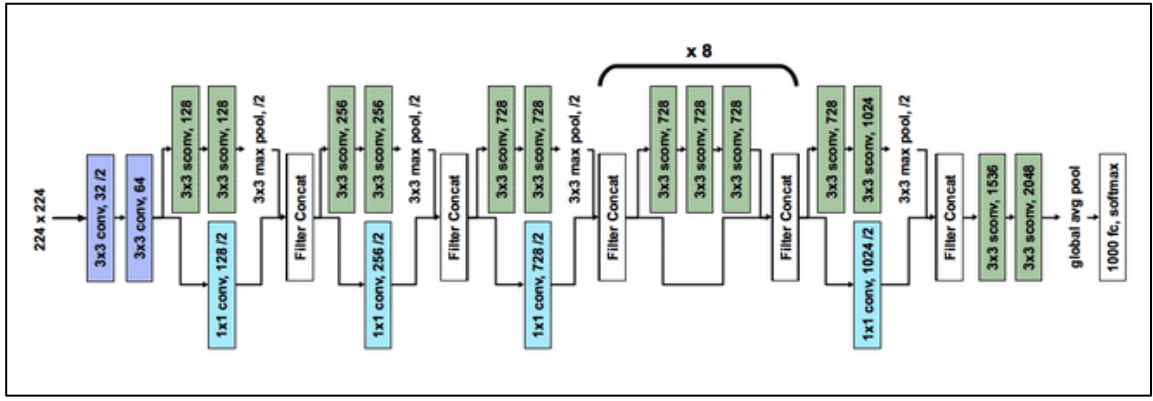 224 x 224
3x3 conv, 32 /2
3x3 conv, 64
3x3 sconv, 128
3x3 sconv, 128
3x3 max pool, /2
1x1 conv, 128 /2
Filter Concat
3x3 sconv, 256
3x3 sconv, 256
3x3 max pool, /2
1x1 conv, 256 /2
Filter Concat
3x3 sconv, 728
3x3 sconv, 728
3x3 max pool, /2
1x1 conv, 728 /2
Filter Concat
x 8
3x3 sconv, 728
3x3 sconv, 728
3x3 sconv, 728
Filter Concat
3x3 sconv, 728
3x3 sconv, 1024
3x3 max pool, /2
1x1 conv, 1024 /2
Filter Concat
3x3 sconv, 1536
3x3 sconv, 2048
global avg pool
1000 fc, softmax